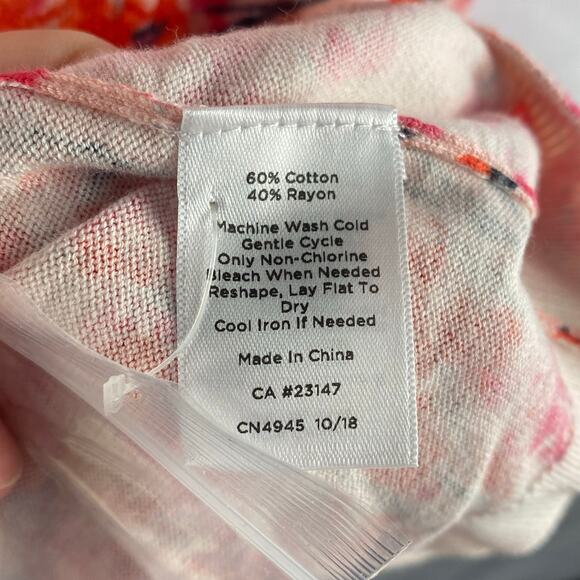 60% Cotton
40% Rayon
Machine Wash Cold
Gentle Cycle
Only Non-Chlorine
Bleach When Needed
Reshape, Lay Flat To
Dry
Cool Iron If Needed
Made In China
CA #23147
CN4945 10/18